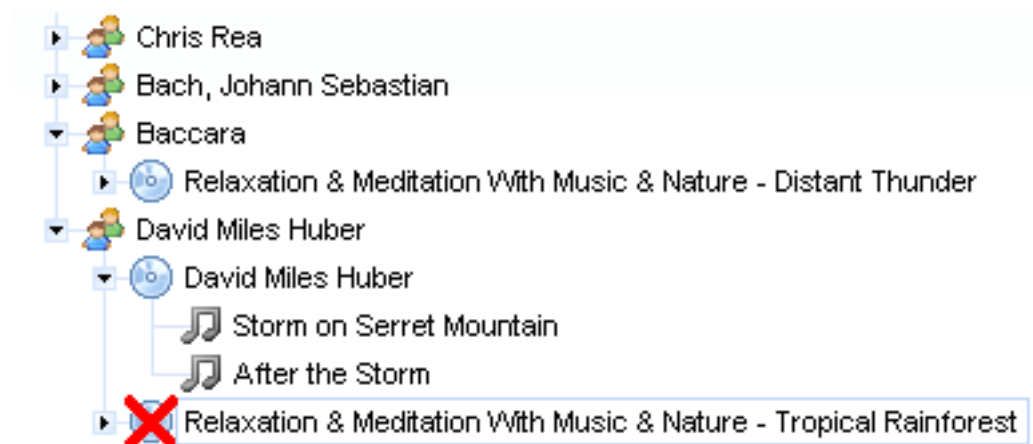 Chris Rea
Bach, Johann Sebastian
Baccara
Relaxation & Meditation With Music & Nature - Distant Thunder
David Miles Huber
David Miles Huber
Storm on Serret Mountain
After the Storm
Relaxation & Meditation With Music & Nature - Tropical Rainforest